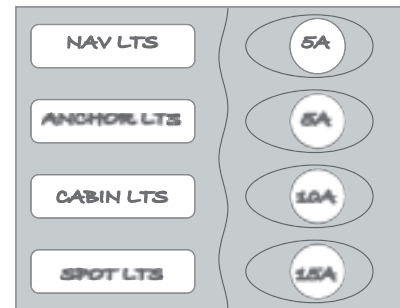 NAV LTS 5A
ANCHOR LTS 5A
CABIN LTS 10A
SPOT LTS 15A